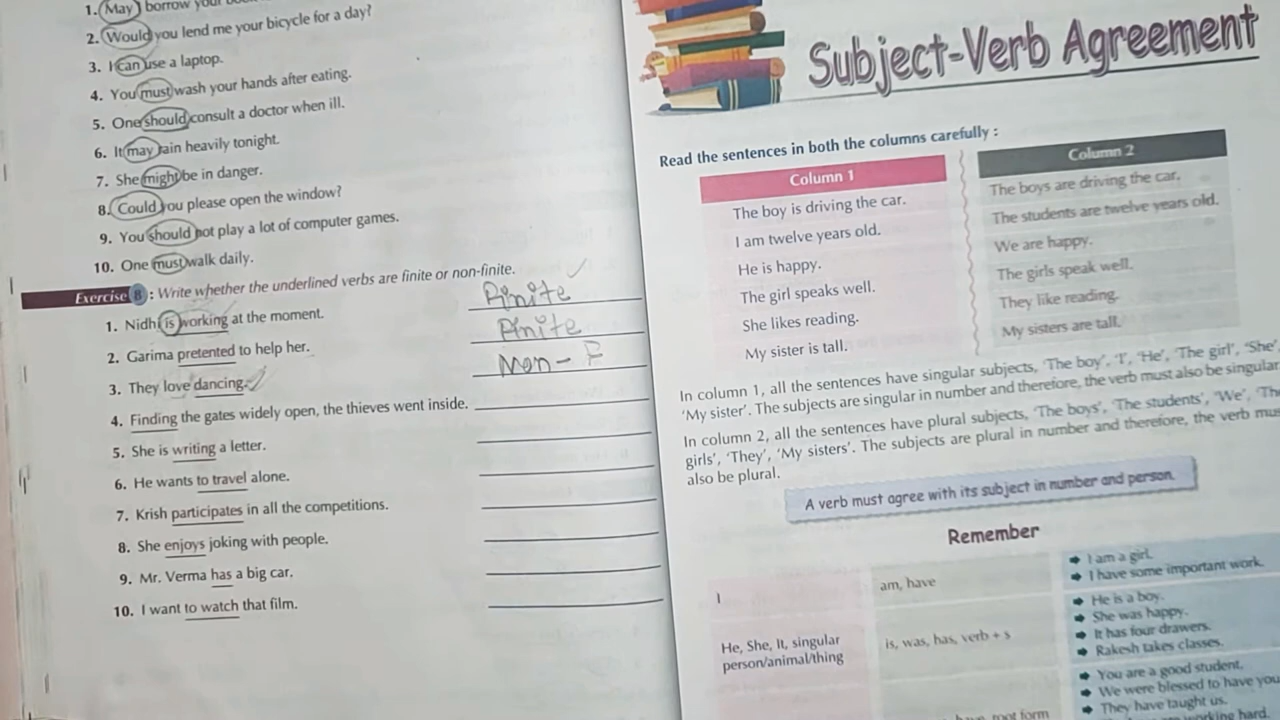 1. May borrow your
2. Would you lend me your bicycle for a day?
3. I can use a laptop.
4. You must wash your hands after eating.
5. One should consult a doctor when ill.
6. It may rain heavily tonight.
7. She might be in danger.
8. Could you please open the window?
9. You should not play a lot of computer games.
10. One must walk daily.
Exercise 8 : Write whether the underlined verbs are finite or non-finite.
1. Nidhi is working at the moment. Finite
2. Garima pretented to help her. Finite
3. They love dancing. Non-F
4. Finding the gates widely open, the thieves went inside.
5. She is writing a letter.
6. He wants to travel alone.
7. Krish participates in all the competitions.
8. She enjoys joking with people.
9. Mr. Verma has a big car.
10. I want to watch that film.
Subject-Verb Agreement
Read the sentences in both the columns carefully :
Column 1
The boy is driving the car.
I am twelve years old.
He is happy.
The girl speaks well.
She likes reading.
My sister is tall.
Column 2
The boys are driving the car.
The students are twelve years old.
We are happy.
The girls speak well.
They like reading.
My sisters are tall.
In column 1, all the sentences have singular subjects, 'The boy', 'I', 'He', 'The girl', 'She',
'My sister'. The subjects are singular in number and therefore, the verb must also be singular
In column 2, all the sentences have plural subjects, 'The boys', 'The students', 'We', 'Th
girls', 'They', 'My sisters'. The subjects are plural in number and therefore, the verb mus
also be plural.
A verb must agree with its subject in number and person.
Remember
I
am, have
I am a girl.
I have some important work.
He, She, It, singular
person/animal/thing
is, was, has, verb + s
He is a boy.
She was happy.
It has four drawers.
Rakesh takes classes.
have, root form
You are a good student.
We were blessed to have you
They have taught us.
working hard.